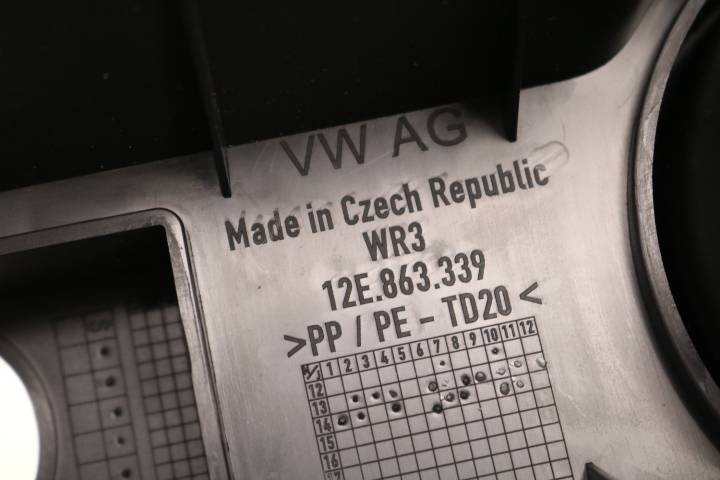 VW AG
Made in Czech Republic
WR3
12E.863.339
>PP / PE - TD20<
1 2 3 4 5 6 7 8 9 10 11 12
12
13
14
15
16